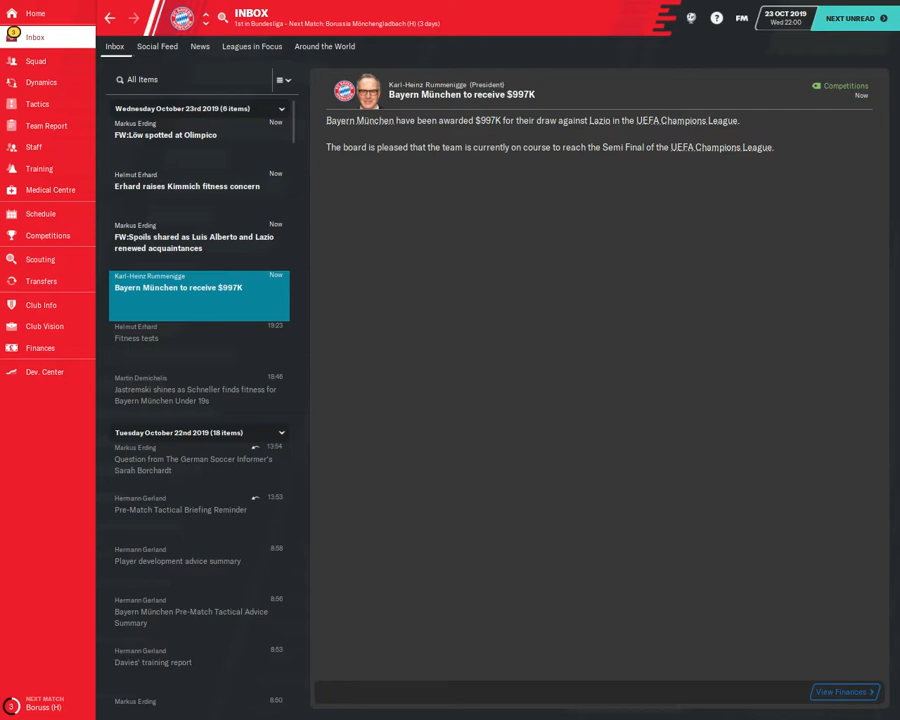 Home
3
Inbox
Squad
Dynamics
Tactics
Team Report
Staff
Training
Medical Centre
Schedule
Competitions
Scouting
Transfers
Club Info
Club Vision
Finances
Dev. Center
3
NEXT MATCH
Boruss (H)
INBOX
1st in Bundesliga - Next Match: Borussia Mörchengladbach (H) (3 days)
?
FM
23 OCT 2019
Wed 22:00
NEXT UNREAD
Inbox
Social Feed
News
Leagues in Focus
Around the World
All Items
Wednesday October 23rd 2019 (6 items)
Markus Erding
Now
FW:Löw spotted at Olimpico
Helmut Erhard
Now
Erhard raises Kimmich fitness concern
Markus Erding
Now
FW:Spoils shared as Luis Alberto and Lazio
renewed acquaintances
Karl-Heinz Rummenigge
Now
Bayern München to receive $997K
Helmut Erhard
19:23
Fitness tests
Martin Demichelis
18:46
Jastremski shines as Schneller finds fitness for
Bayern München Under 19s
Tuesday October 22nd 2019 (18 items)
Markus Erding
13:54
Question from The German Soccer Informer's
Sarah Borchardt
Hermann Gerland
13:53
Pre-Match Tactical Briefing Reminder
Hermann Gerland
8:58
Player development advice summary
Hermann Gerland
8:56
Bayern München Pre-Match Tactical Advice
Summary
Hermann Gerland
8:53
Davies' training report
Markus Erding
8:50
Karl-Heinz Rummenigge (President)
Bayern München to receive $997K
Competitions
Now
Bayern München have been awarded $997K for their draw against Lazio in the UEFA Champions League.
The board is pleased that the team is currently on course to reach the Semi Final of the UEFA Champions League.
View Finances